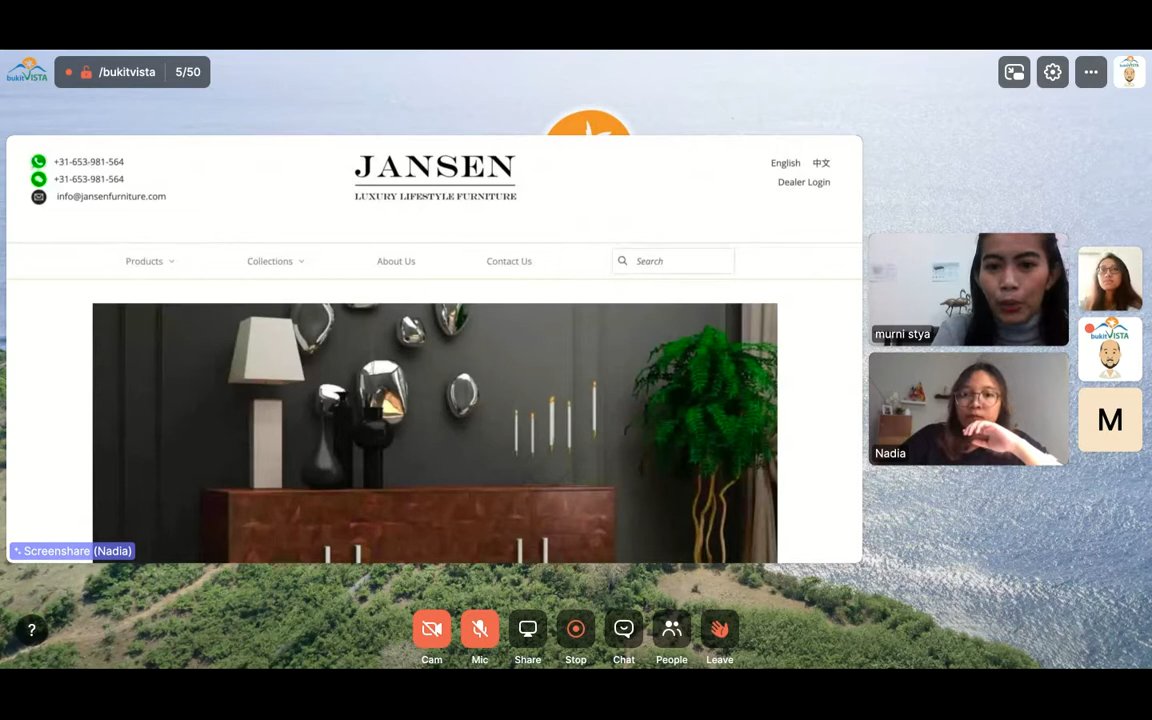 bukitVISTA
/bukitvista 5/50
+31-653-981-564
+31-653-981-564
info@jansenfurniture.com
JANSEN
LUXURY LIFESTYLE FURNITURE
English 中文
Dealer Login
Products
Collections
About Us
Contact Us
Search
Screenshare (Nadia)
murni stya
Nadia
bukitVISTA
M
?
Cam
Mic
Share
Stop
Chat
People
Leave